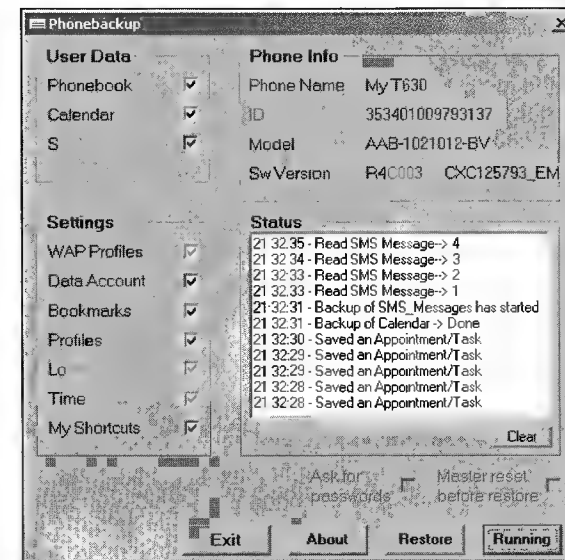 Phonebackup
User Data
Phonebook
Calendar
S
Phone Info
Phone Name My T630
ID 353401009793137
Model AAB-1021012-BV
Sw Version R4C003 CXC125793_EM
Settings
WAP Profiles
Data Account
Bookmarks
Profiles
Lo
Time
My Shortcuts
Status
21 32.35 - Read SMS Message--> 4
21 32.34 - Read SMS Message--> 3
21:32:33 - Read SMS Message--> 2
21 32.33 - Read SMS Message--> 1
21:32:31 - Backup of SMS_Messages has started
21 32:31 - Backup of Calendar -> Done
21 32:30 - Saved an Appointment/Task
21 32:29 - Saved an Appointment/Task
21 32:29 - Saved an Appointment/Task
21 32:28 - Saved an Appointment/Task
21 32:28 - Saved an Appointment/Task
Clear
Ask for passwords
Master reset before restore
Exit
About
Restore
Running